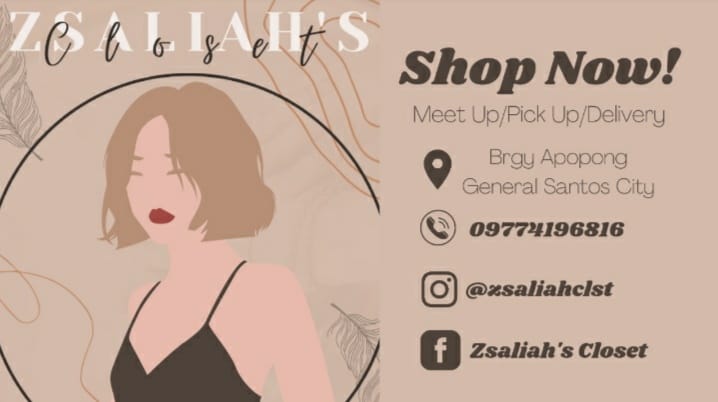 ZSALIAH'S
Closet
Shop Now!
Meet Up/Pick Up/Delivery
Brgy Apopong
General Santos City
09774196816
@zsaliahclst
Zsaliah's Closet